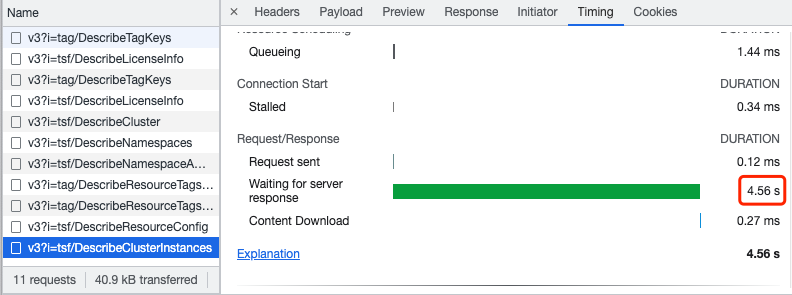 Name
v3?i=tag/DescribeTagKeys
v3?i=tsf/DescribeLicenseInfo
v3?i=tag/DescribeTagKeys
v3?i=tsf/DescribeLicenseInfo
v3?i=tsf/DescribeCluster
v3?i=tsf/DescribeNamespaces
v3?i=tsf/DescribeNamespaceA...
v3?i=tag/DescribeResourceTags...
v3?i=tag/DescribeResourceTags...
v3?i=tsf/DescribeResourceConfig
v3?i=tsf/DescribeClusterInstances
11 requests 40.9 kB transferred
× Headers Payload Preview Response Initiator Timing Cookies
Resource Scheduling DURATION
Queueing 1.44 ms
Connection Start DURATION
Stalled 0.34 ms
Request/Response DURATION
Request sent 0.12 ms
Waiting for server
response 4.56 s
Content Download 0.27 ms
Explanation 4.56 s